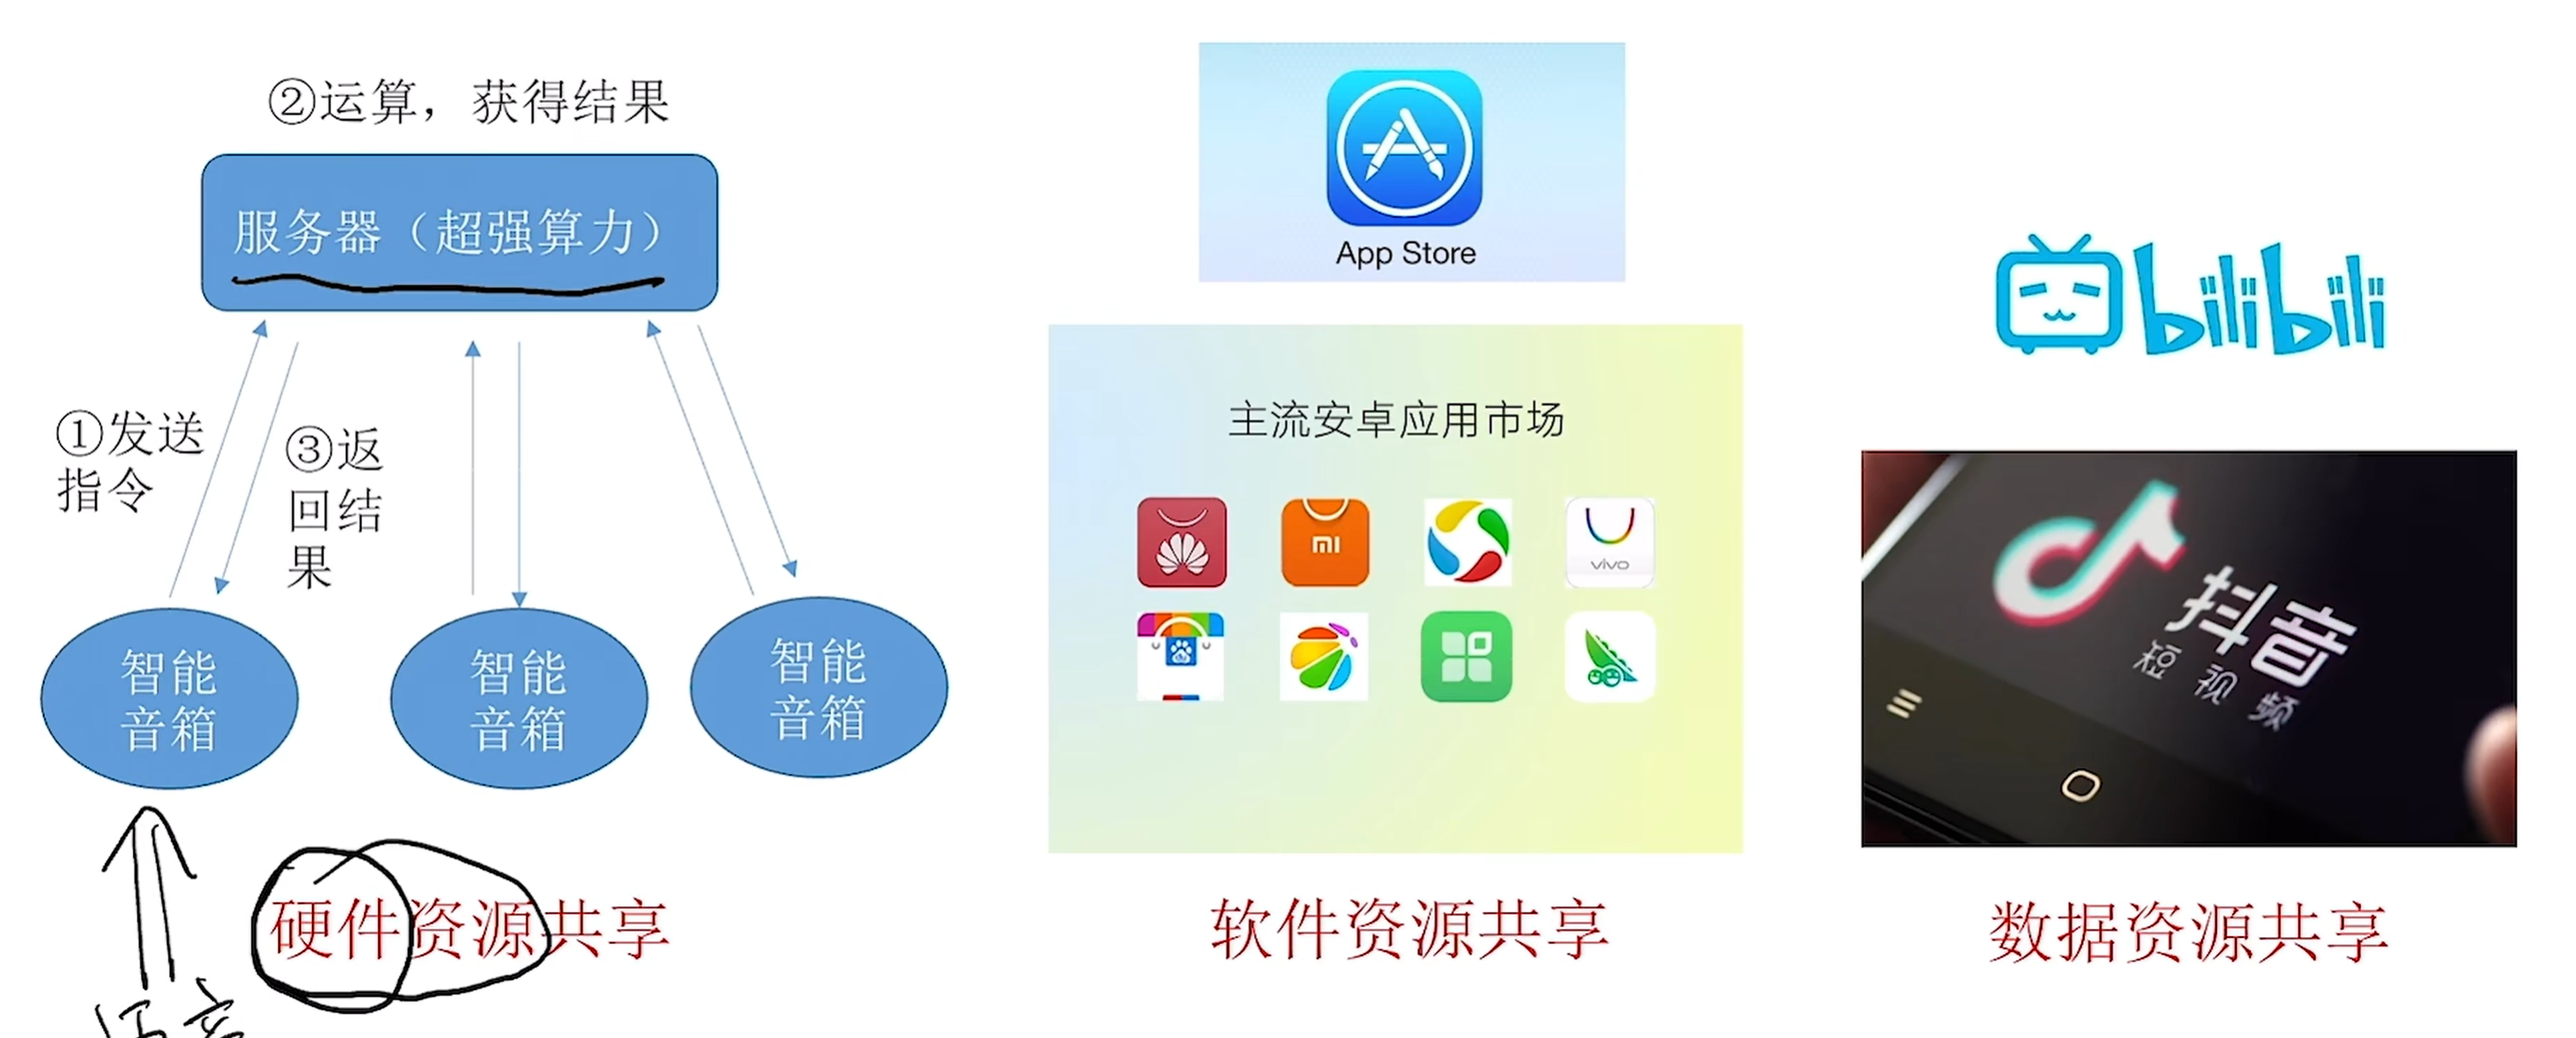 ②运算，获得结果
服务器（超强算力）
①发送
指令
③返
回结
果
智能
音箱
智能
音箱
智能
音箱
硬件资源共享
App Store
主流安卓应用市场
mi
vivo
软件资源共享
bilibili
抖音
短视频
数据资源共享